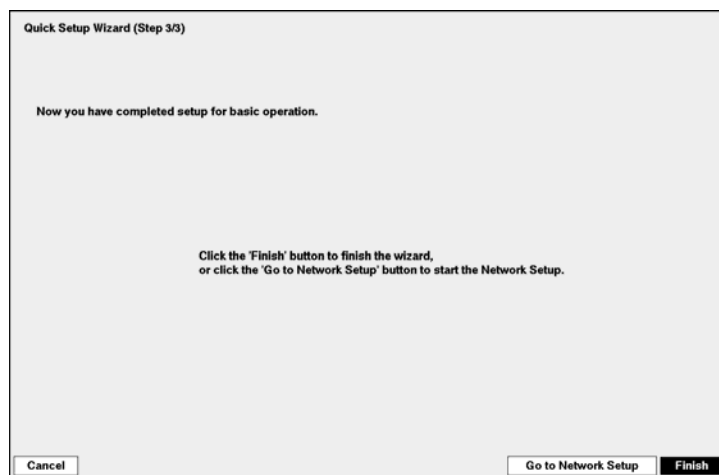 Quick Setup Wizard (Step 3/3)
Now you have completed setup for basic operation.
Click the 'Finish' button to finish the wizard,
or click the 'Go to Network Setup' button to start the Network Setup.
Cancel
Go to Network Setup
Finish